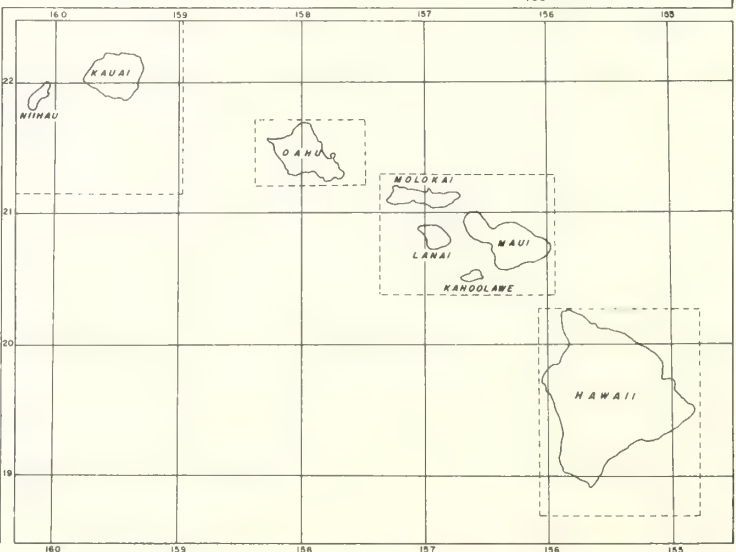 160 159 158 157 156 155
22
KAUAI
NIIHAU
OAHU
MOLOKAI
21
MAUI
LANAI
KAHOOLAWE
20
HAWAII
19
160 159 158 157 156 155